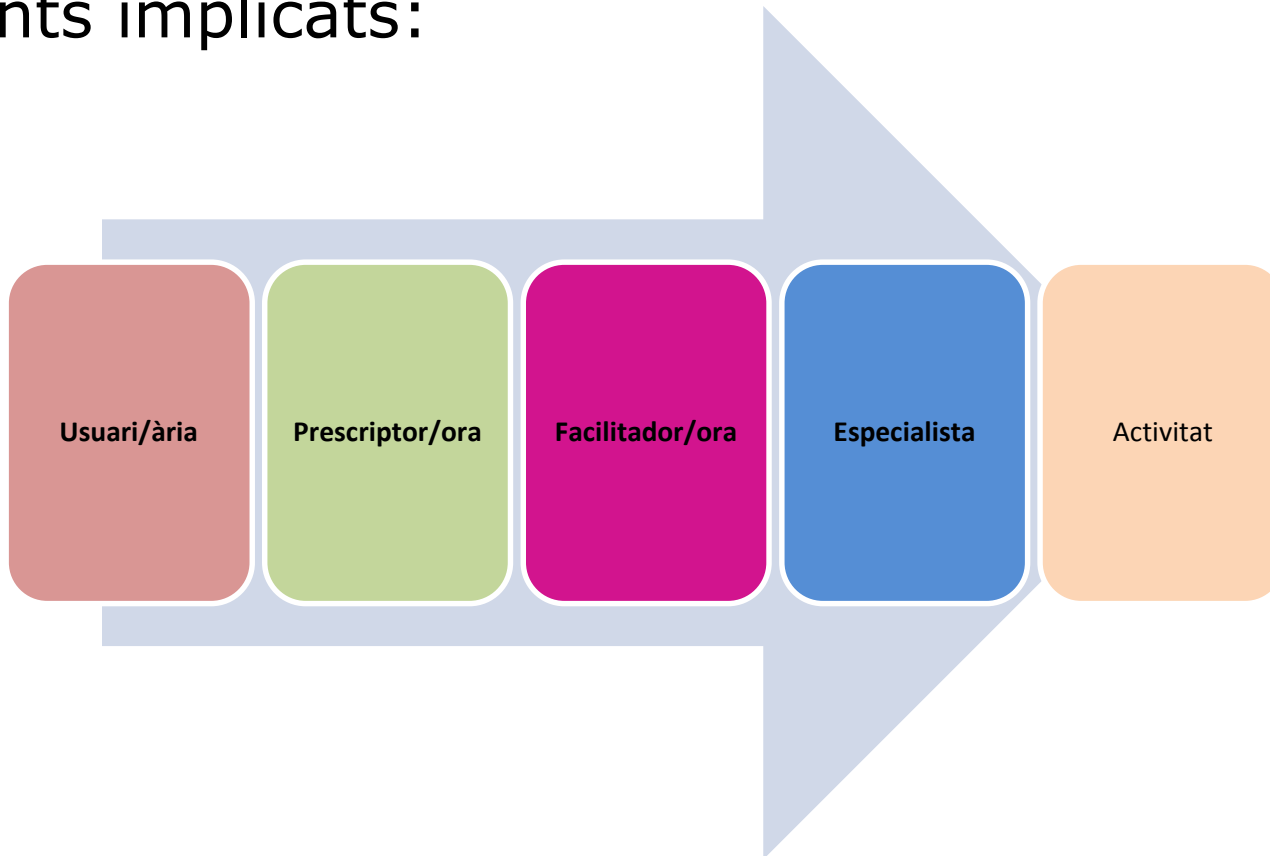 nts implicats:
Usuari/ària
Prescriptor/ora
Facilitador/ora
Especialista
Activitat